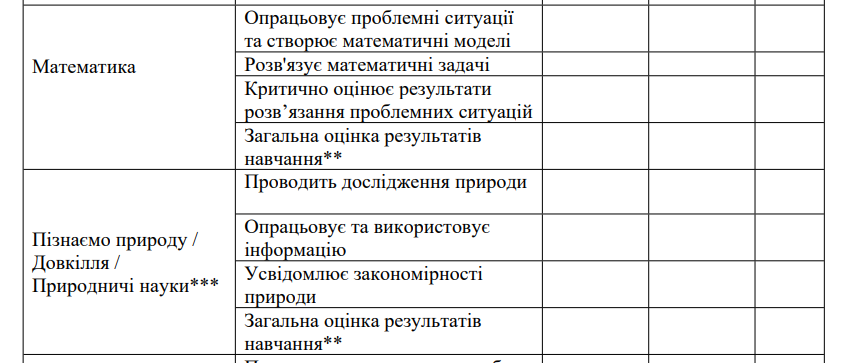 Математика
Опрацьовує проблемні ситуації
та створює математичні моделі
Розв'язує математичні задачі
Критично оцінює результати
розв’язання проблемних ситуацій
Загальна оцінка результатів
навчання**
Пізнаємо природу /
Довкілля /
Природничі науки***
Проводить дослідження природи
Опрацьовує та використовує
інформацію
Усвідомлює закономірності
природи
Загальна оцінка результатів
навчання**